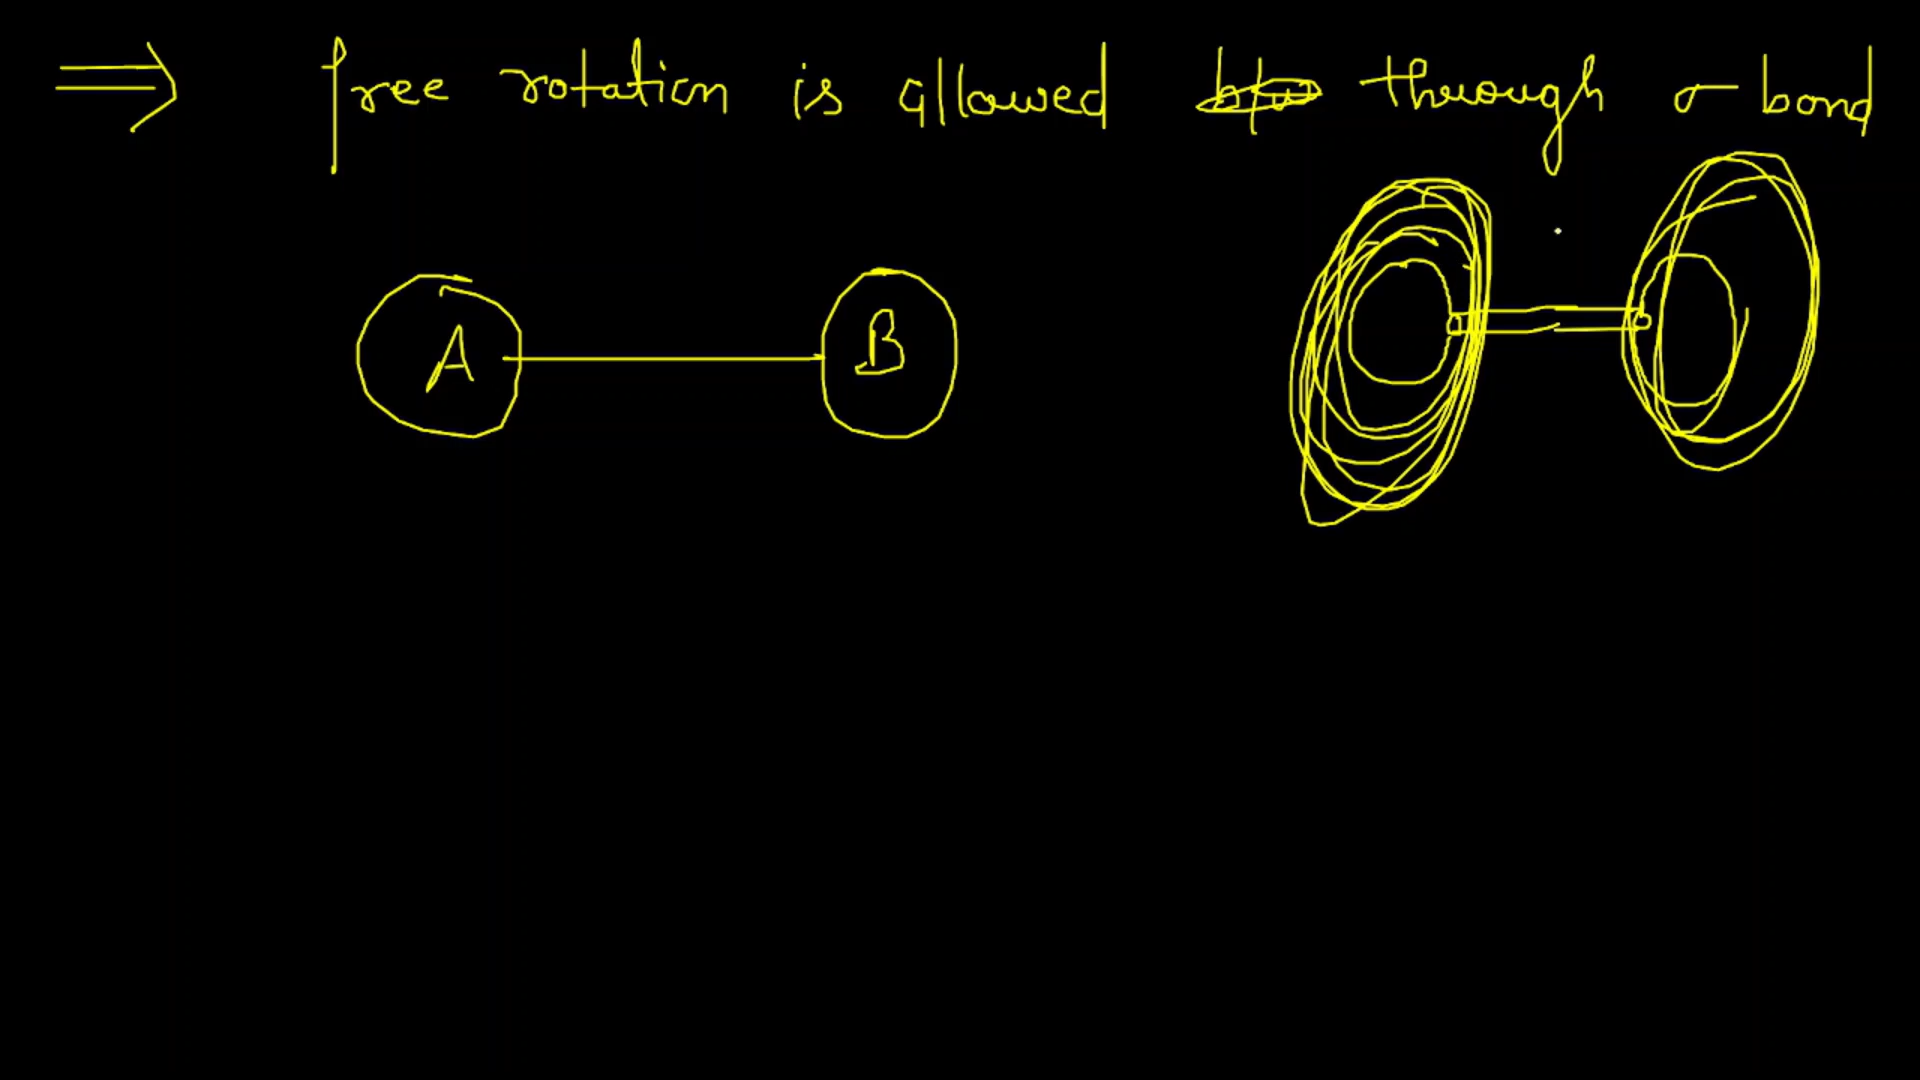 ⇒ free rotation is allowed through σ bond
A B